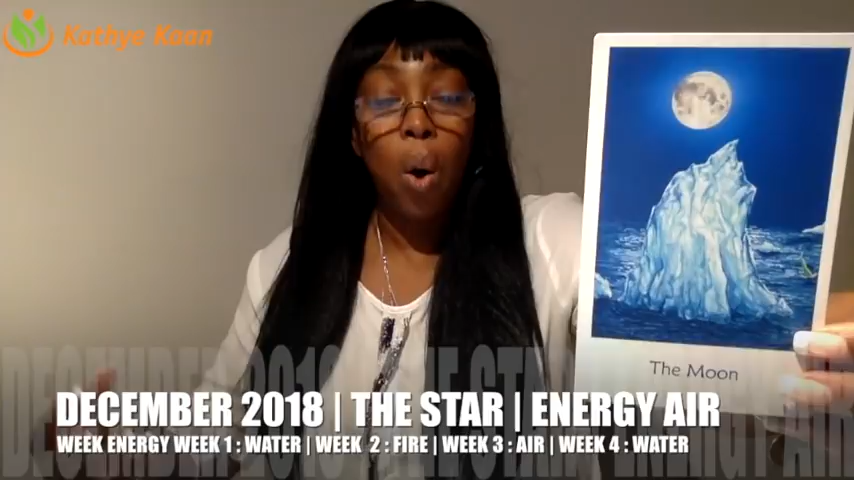 Kathye Koan
The Moon
DECEMBER 2018 | THE STAR | ENERGY AIR
WEEK ENERGY WEEK 1 : WATER | WEEK 2 : FIRE | WEEK 3 : AIR | WEEK 4 : WATER